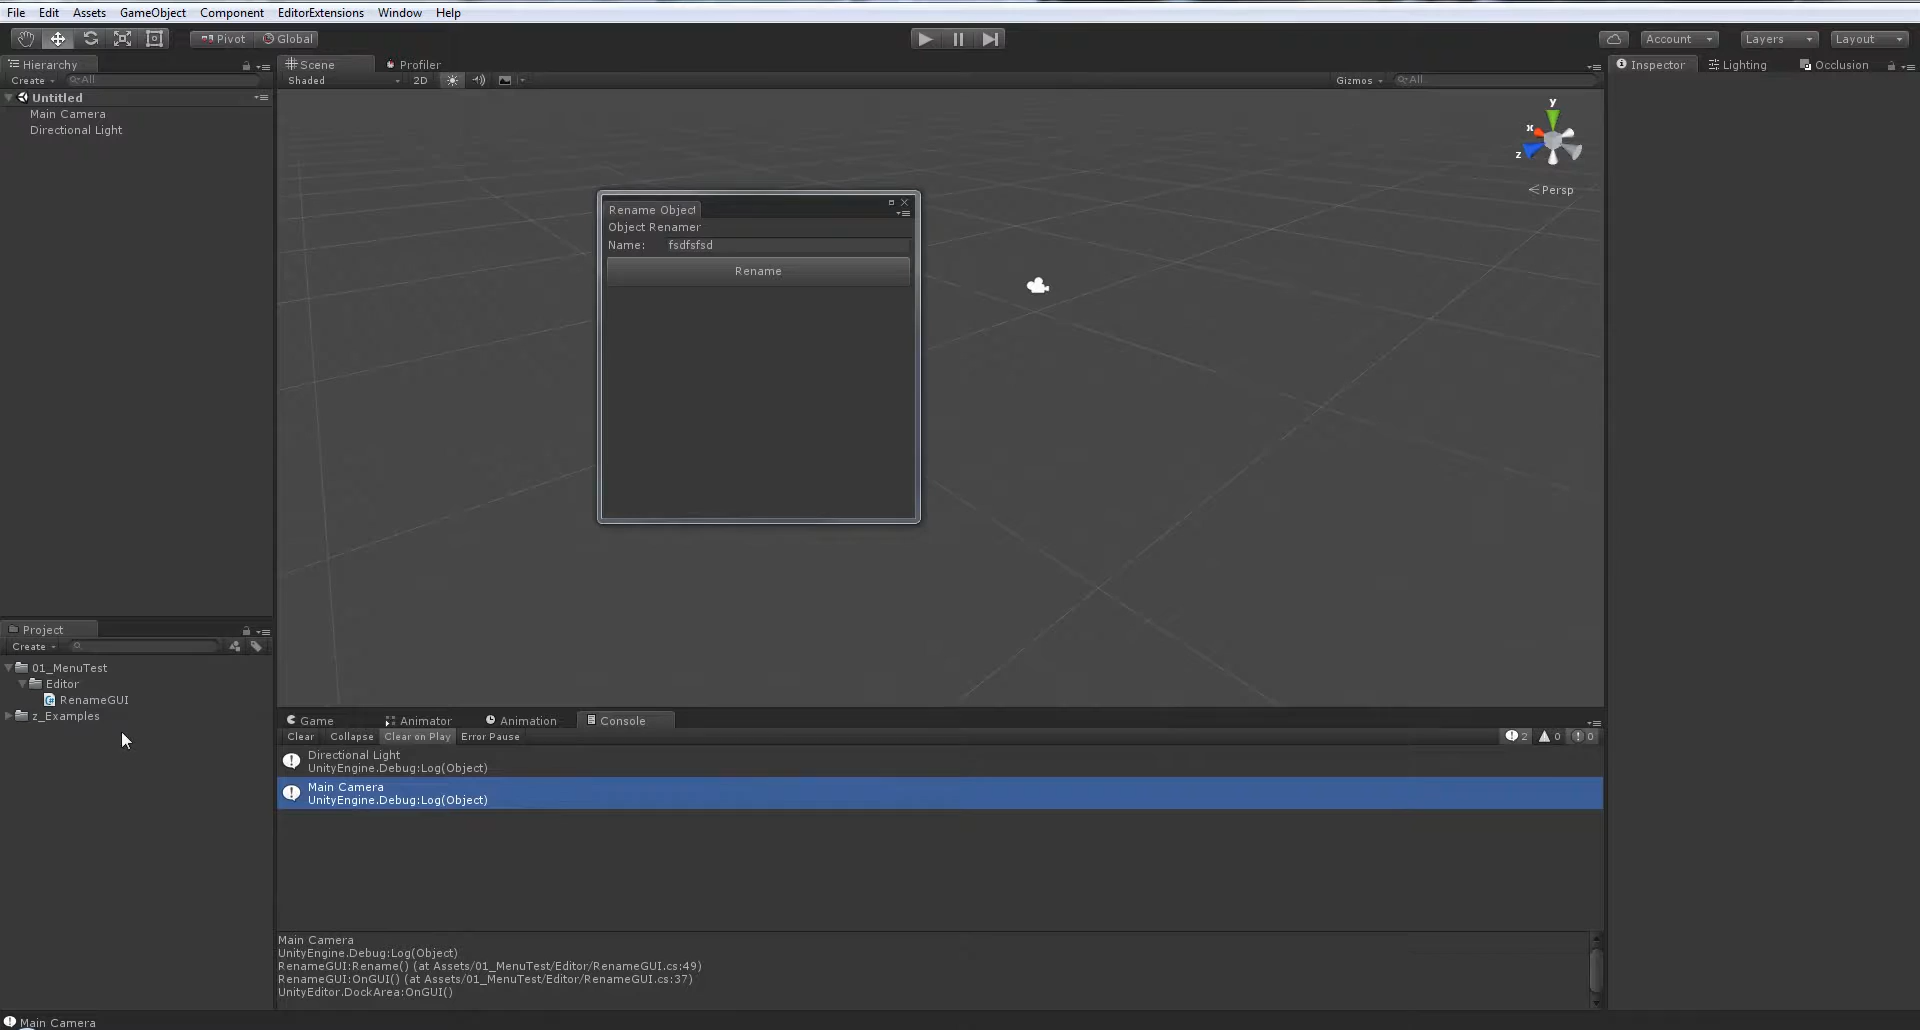 File Edit Assets GameObject Component EditorExtensions Window Help
Pivot Global
Account Layers Layout
Hierarchy
Create All
Untitled
Main Camera
Directional Light
Scene Profiler
Shaded 2D
Gizmos All
y
x
z
Persp
Rename Object
Object Renamer
Name: fsdfsfsd
Rename
Inspector Lighting Occlusion
Project
Create
01_MenuTest
Editor
RenameGUI
z_Examples
Game Animator Animation Console
Clear Collapse Clear on Play Error Pause 2 0 0
Directional Light
UnityEngine.Debug:Log(Object)
Main Camera
UnityEngine.Debug:Log(Object)
Main Camera
UnityEngine.Debug:Log(Object)
RenameGUI:Rename() (at Assets/01_MenuTest/Editor/RenameGUI.cs:49)
RenameGUI:OnGUI() (at Assets/01_MenuTest/Editor/RenameGUI.cs:37)
UnityEditor.DockArea:OnGUI()
Main Camera